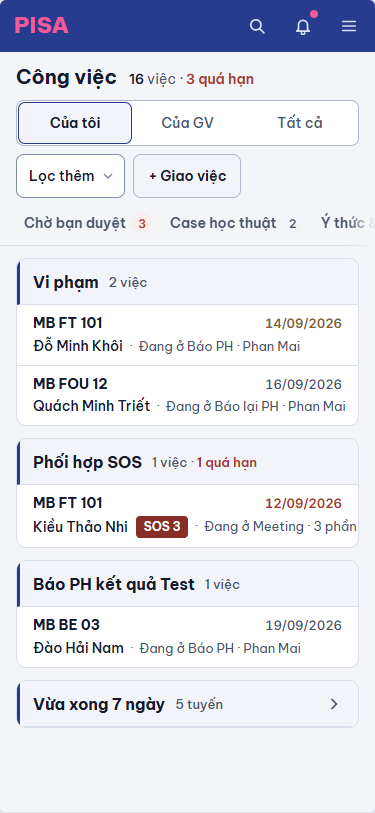 PISA
Công việc 16 việc · 3 quá hạn
Của tôi Của GV Tất cả
Lọc thêm + Giao việc
Chờ bạn duyệt 3 Case học thuật 2 Ý thức
Vi phạm 2 việc
MB FT 101 14/09/2026
Đỗ Minh Khôi · Đang ở Báo PH · Phan Mai
MB FOU 12 16/09/2026
Quách Minh Triết · Đang ở Báo lại PH · Phan Mai
Phối hợp SOS 1 việc · 1 quá hạn
MB FT 101 12/09/2026
Kiều Thảo Nhi SOS 3 · Đang ở Meeting · 3 phần
Báo PH kết quả Test 1 việc
MB BE 03 19/09/2026
Đào Hải Nam · Đang ở Báo PH · Phan Mai
Vừa xong 7 ngày 5 tuyến